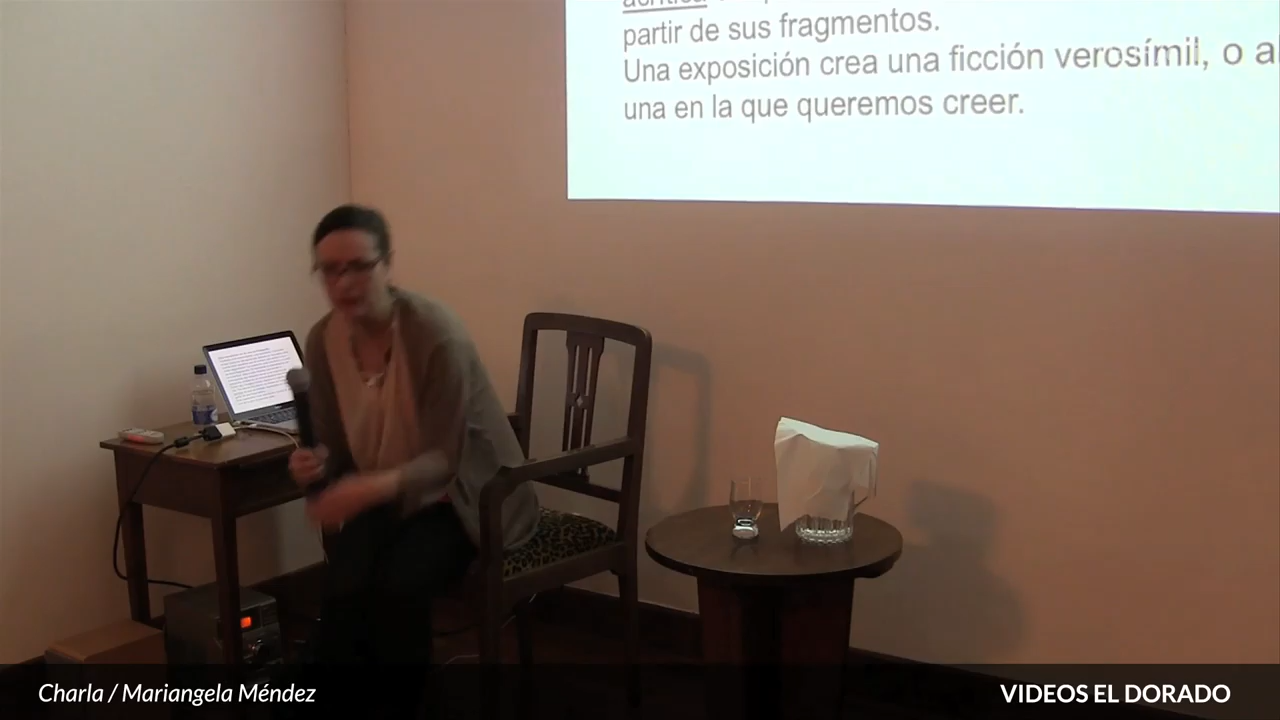 partir de sus fragmentos.
Una exposición crea una ficción verosímil, o al
una en la que queremos creer.
Charla / Mariangela Méndez
VIDEOS EL DORADO